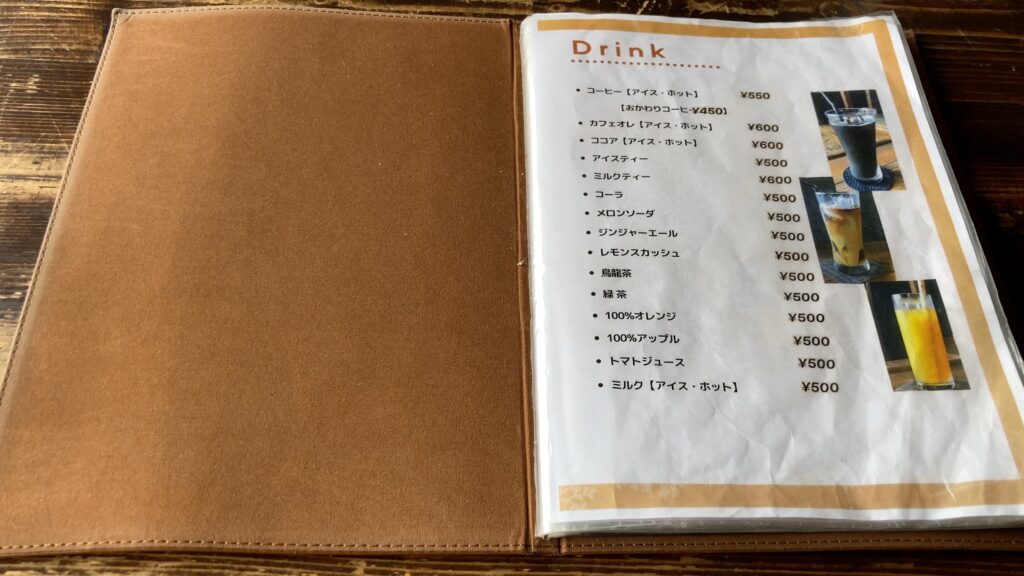 Drink
• コーヒー【アイス・ホット】 ¥550
【おかわりコーヒー¥450】
• カフェオレ【アイス・ホット】 ¥600
• ココア【アイス・ホット】 ¥600
• アイスティー ¥500
• ミルクティー ¥600
• コーラ ¥500
• メロンソーダ ¥500
• ジンジャーエール ¥500
• レモンスカッシュ ¥500
• 烏龍茶 ¥500
• 緑茶 ¥500
• 100%オレンジ ¥500
• 100%アップル ¥500
• トマトジュース ¥500
• ミルク【アイス・ホット】 ¥500